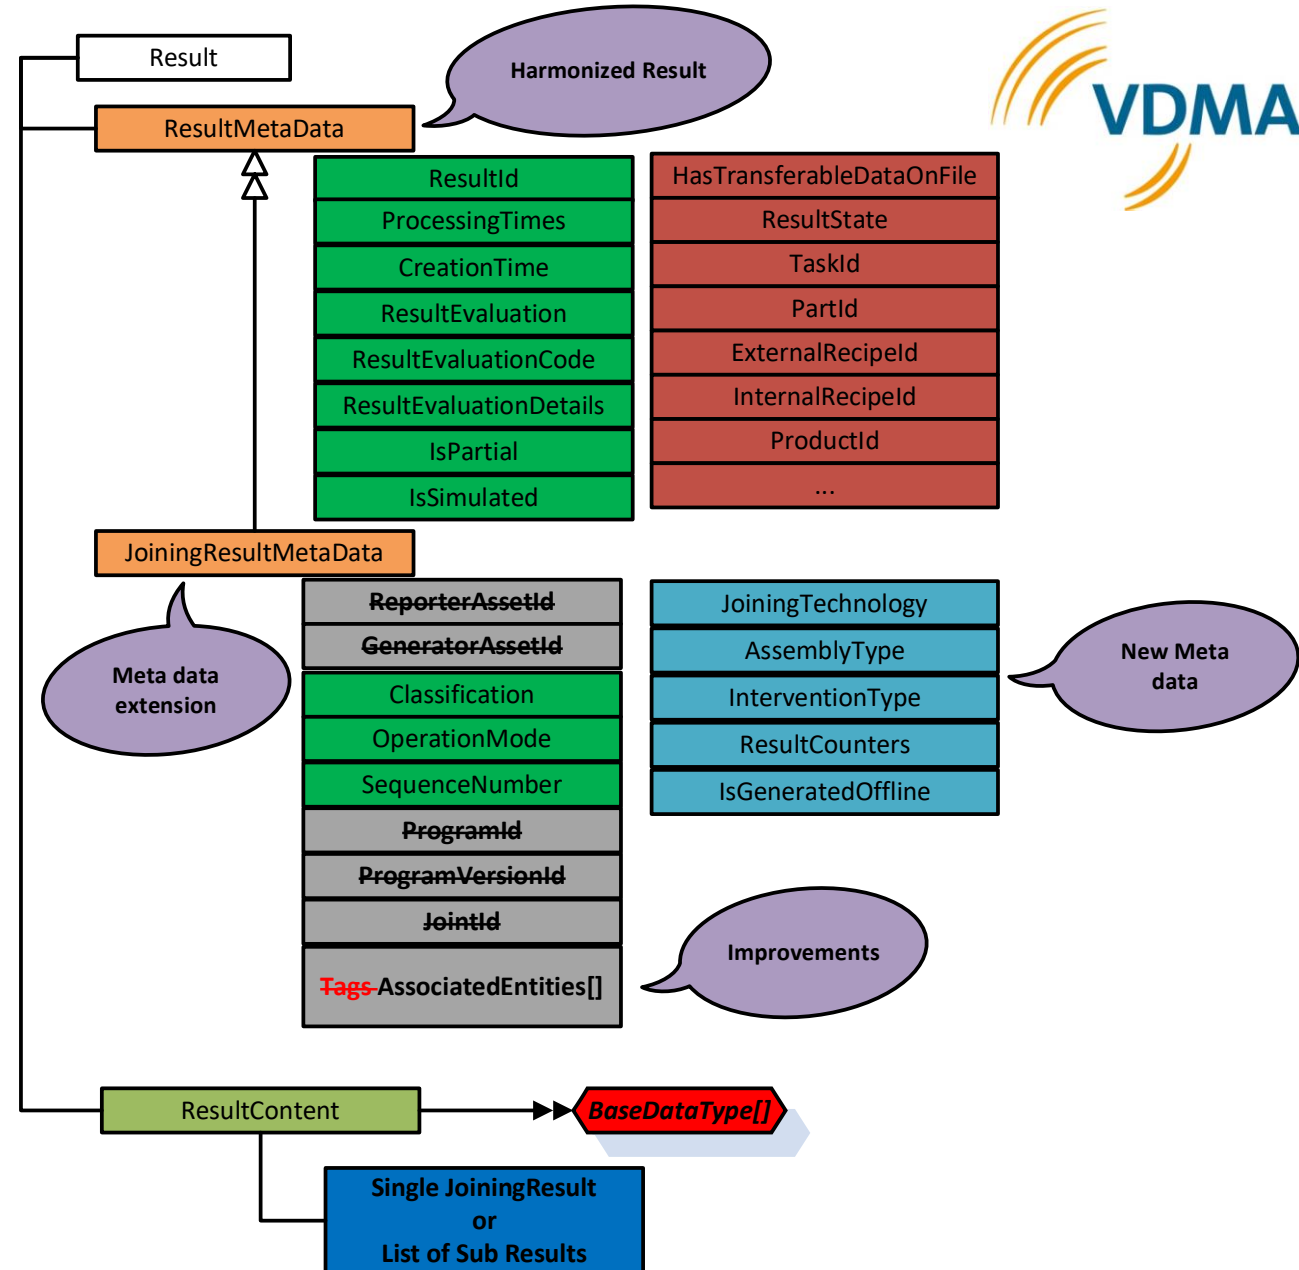 Result
Harmonized Result
VDMA
ResultMetaData
ResultId
ProcessingTimes
CreationTime
ResultEvaluation
ResultEvaluationCode
ResultEvaluationDetails
IsPartial
IsSimulated
HasTransferableDataOnFile
ResultState
TaskId
PartId
ExternalRecipeId
InternalRecipeId
ProductId
...
JoiningResultMetaData
Meta data
extension
ReporterAssetId
GeneratorAssetId
Classification
OperationMode
SequenceNumber
ProgramId
ProgramVersionId
JointId
Tags AssociatedEntities[]
JoiningTechnology
AssemblyType
InterventionType
ResultCounters
IsGeneratedOffline
New Meta
data
Improvements
ResultContent
BaseDataType[]
Single JoiningResult
or
List of Sub Results